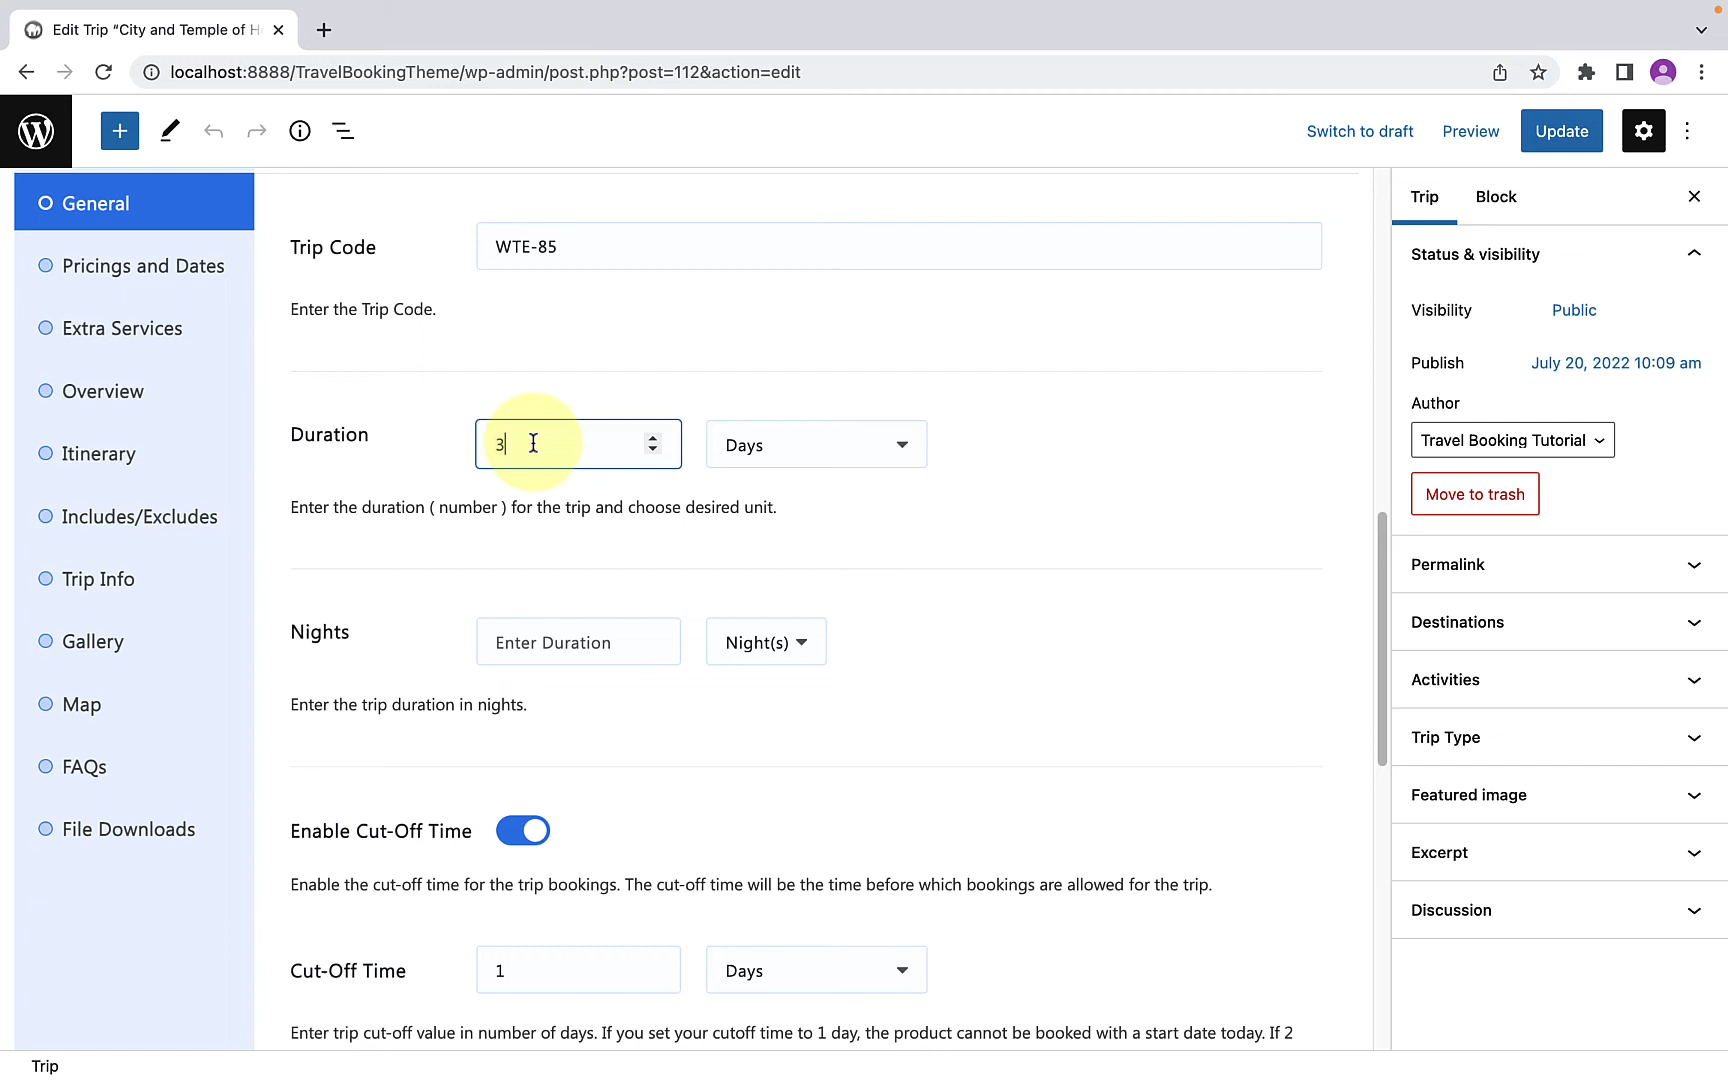 Edit Trip “City and Temple of H
localhost:8888/TravelBookingTheme/wp-admin/post.php?post=112&action=edit
Switch to draft
Preview
Update
General
Pricings and Dates
Extra Services
Overview
Itinerary
Includes/Excludes
Trip Info
Gallery
Map
FAQs
File Downloads
Trip Code
WTE-85
Enter the Trip Code.
Duration
3
Days
Enter the duration ( number ) for the trip and choose desired unit.
Nights
Enter Duration
Night(s)
Enter the trip duration in nights.
Enable Cut-Off Time
Enable the cut-off time for the trip bookings. The cut-off time will be the time before which bookings are allowed for the trip.
Cut-Off Time
1
Days
Enter trip cut-off value in number of days. If you set your cutoff time to 1 day, the product cannot be booked with a start date today. If 2
Trip
Block
Status & visibility
Visibility
Public
Publish
July 20, 2022 10:09 am
Author
Travel Booking Tutorial
Move to trash
Permalink
Destinations
Activities
Trip Type
Featured image
Excerpt
Discussion
Trip